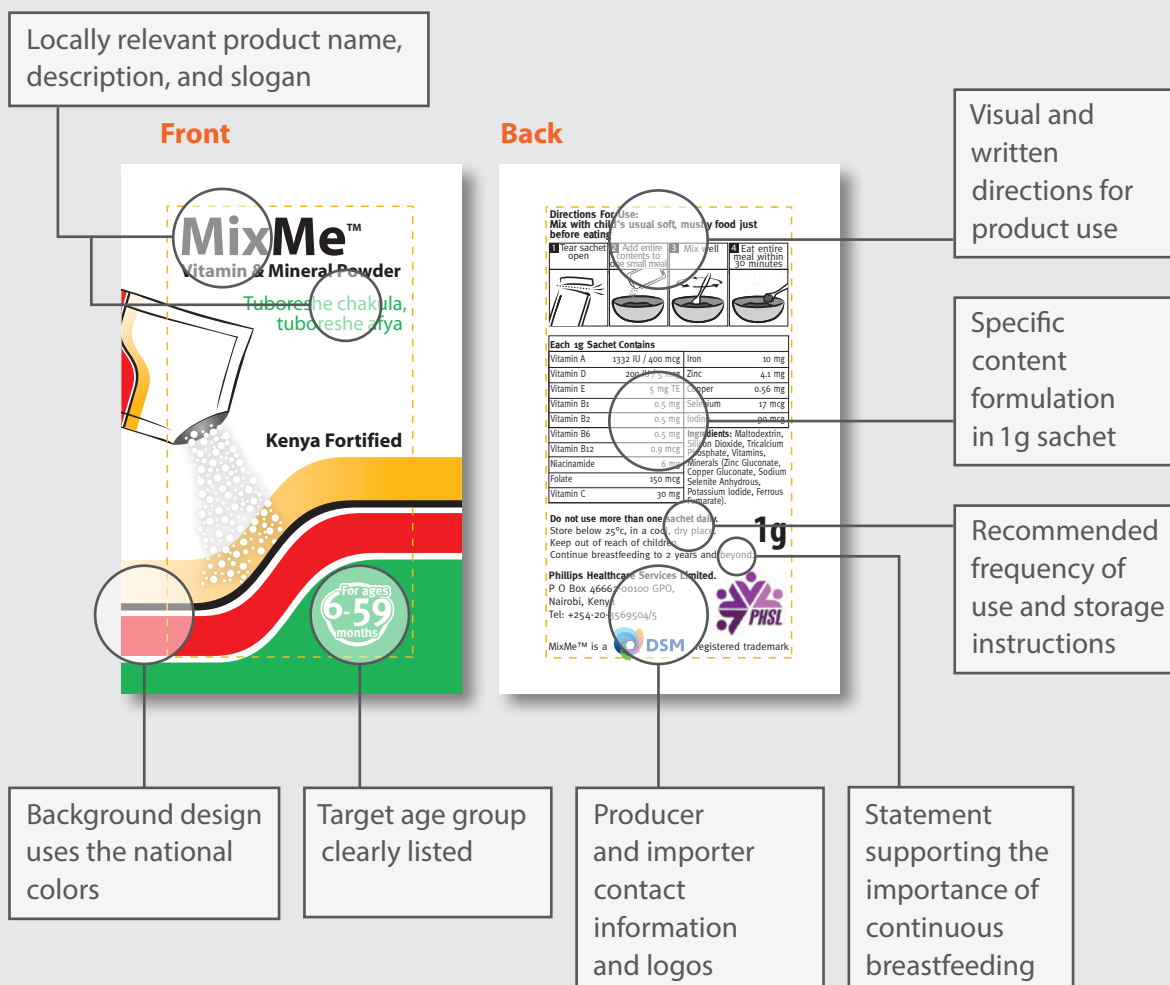 Locally relevant product name,
description, and slogan
Front
Back
MixMe™
Vitamin & Mineral Powder
Tuboreshe chakula,
tuboreshe afya
Kenya Fortified
For ages
6-59
months
Directions For Use:
Mix with child's usual soft, mushy food just
before eating
1 Tear sachet
open
2 Add entire
contents to
one small meal
3 Mix well
4 Eat entire
meal within
30 minutes
Each 1g Sachet Contains
Vitamin A 1332 IU / 400 mcg
Vitamin D 200 IU / 5 mcg
Vitamin E 5 mg TE
Vitamin B1 0.5 mg
Vitamin B2 0.5 mg
Vitamin B6 0.5 mg
Vitamin B12 0.9 mcg
Niacinamide 6 mg
Folate 150 mcg
Vitamin C 30 mg
Iron 10 mg
Zinc 4.1 mg
Copper 0.56 mg
Selenium 17 mcg
Iodine 90 mcg
Ingredients: Maltodextrin,
Silicon Dioxide, Tricalcium
Phosphate, Vitamins,
Minerals (Zinc Gluconate,
Copper Gluconate, Sodium
Selenite Anhydrous,
Potassium Iodide, Ferrous
Fumarate).
Do not use more than one sachet daily.
Store below 25°c, in a cool, dry place.
Keep out of reach of children.
Continue breastfeeding to 2 years and beyond.
1g
Phillips Healthcare Services Limited.
P O Box 46662-00100 GPO,
Nairobi, Kenya
Tel: +254-20-3569504/5
PHSL
MixMe™ is a DSM registered trademark
Visual and
written
directions for
product use
Specific
content
formulation
in 1g sachet
Recommended
frequency of
use and storage
instructions
Background design
uses the national
colors
Target age group
clearly listed
Producer
and importer
contact
information
and logos
Statement
supporting the
importance of
continuous
breastfeeding